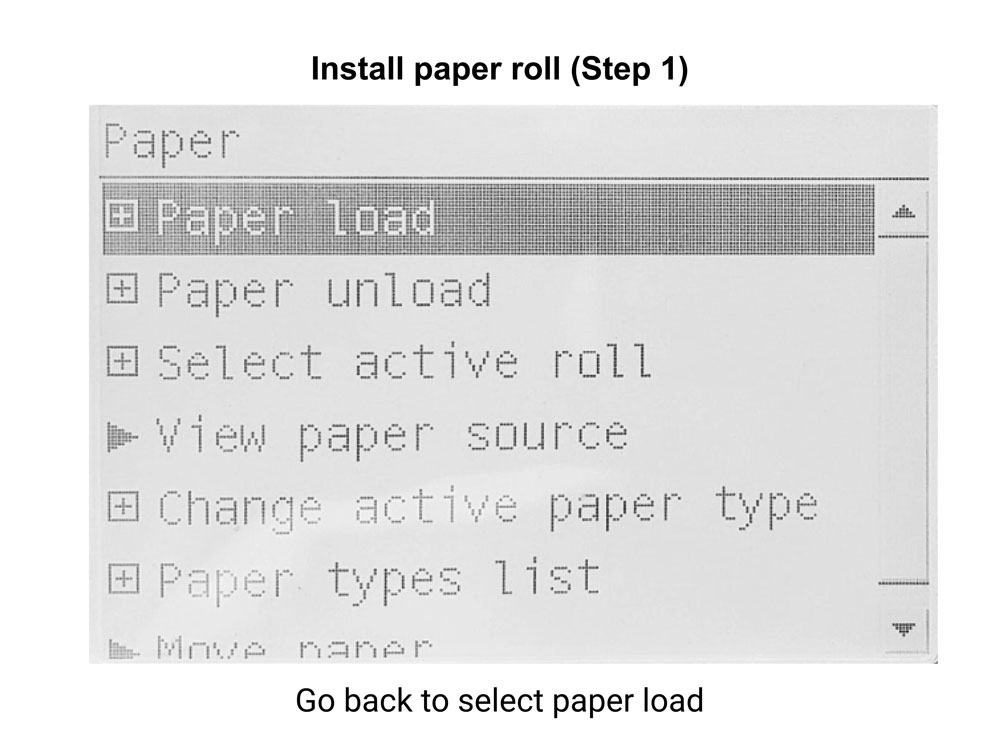 Install paper roll (Step 1)
Paper
Paper load
Paper unload
Select active roll
View paper source
Change active paper type
Paper types list
Move paper
Go back to select paper load